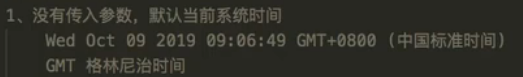 1、没有传入参数，默认当前系统时间
Wed Oct 09 2019 09:06:49 GMT+0800 (中国标准时间)
GMT 格林尼治时间